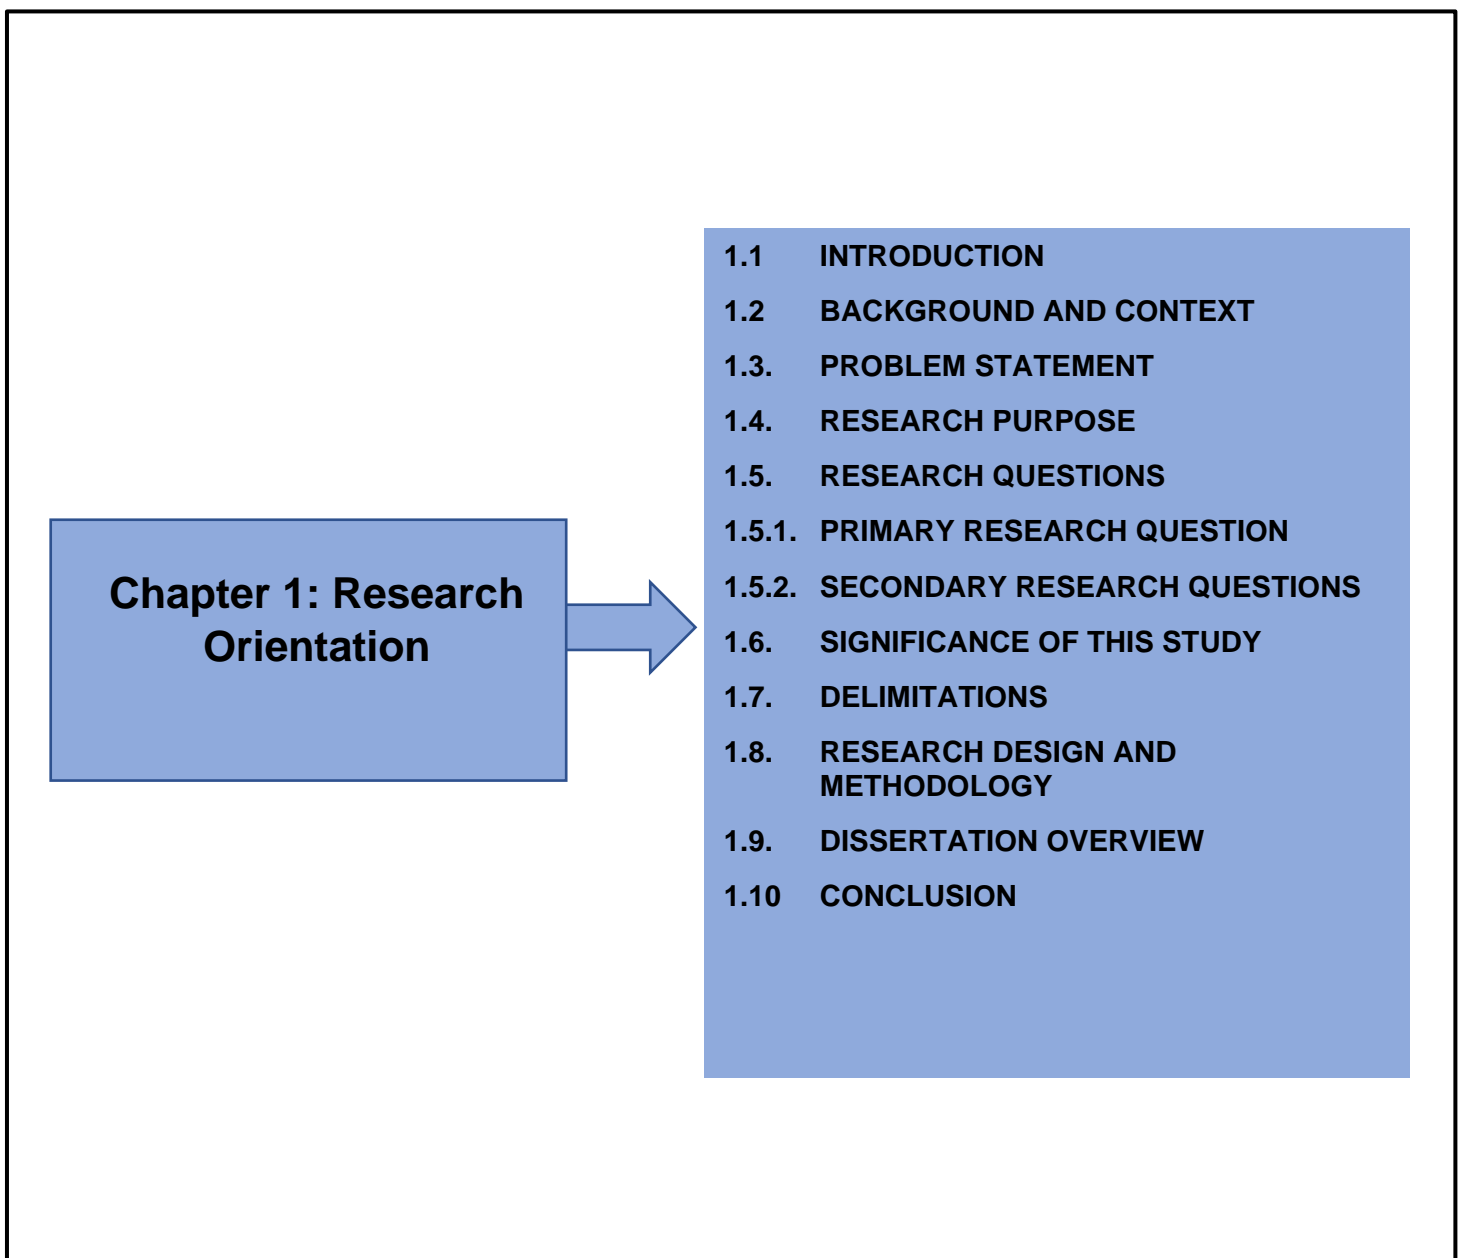 Chapter 1: Research
Orientation
1.1 INTRODUCTION
1.2 BACKGROUND AND CONTEXT
1.3. PROBLEM STATEMENT
1.4. RESEARCH PURPOSE
1.5. RESEARCH QUESTIONS
1.5.1. PRIMARY RESEARCH QUESTION
1.5.2. SECONDARY RESEARCH QUESTIONS
1.6. SIGNIFICANCE OF THIS STUDY
1.7. DELIMITATIONS
1.8. RESEARCH DESIGN AND
METHODOLOGY
1.9. DISSERTATION OVERVIEW
1.10 CONCLUSION